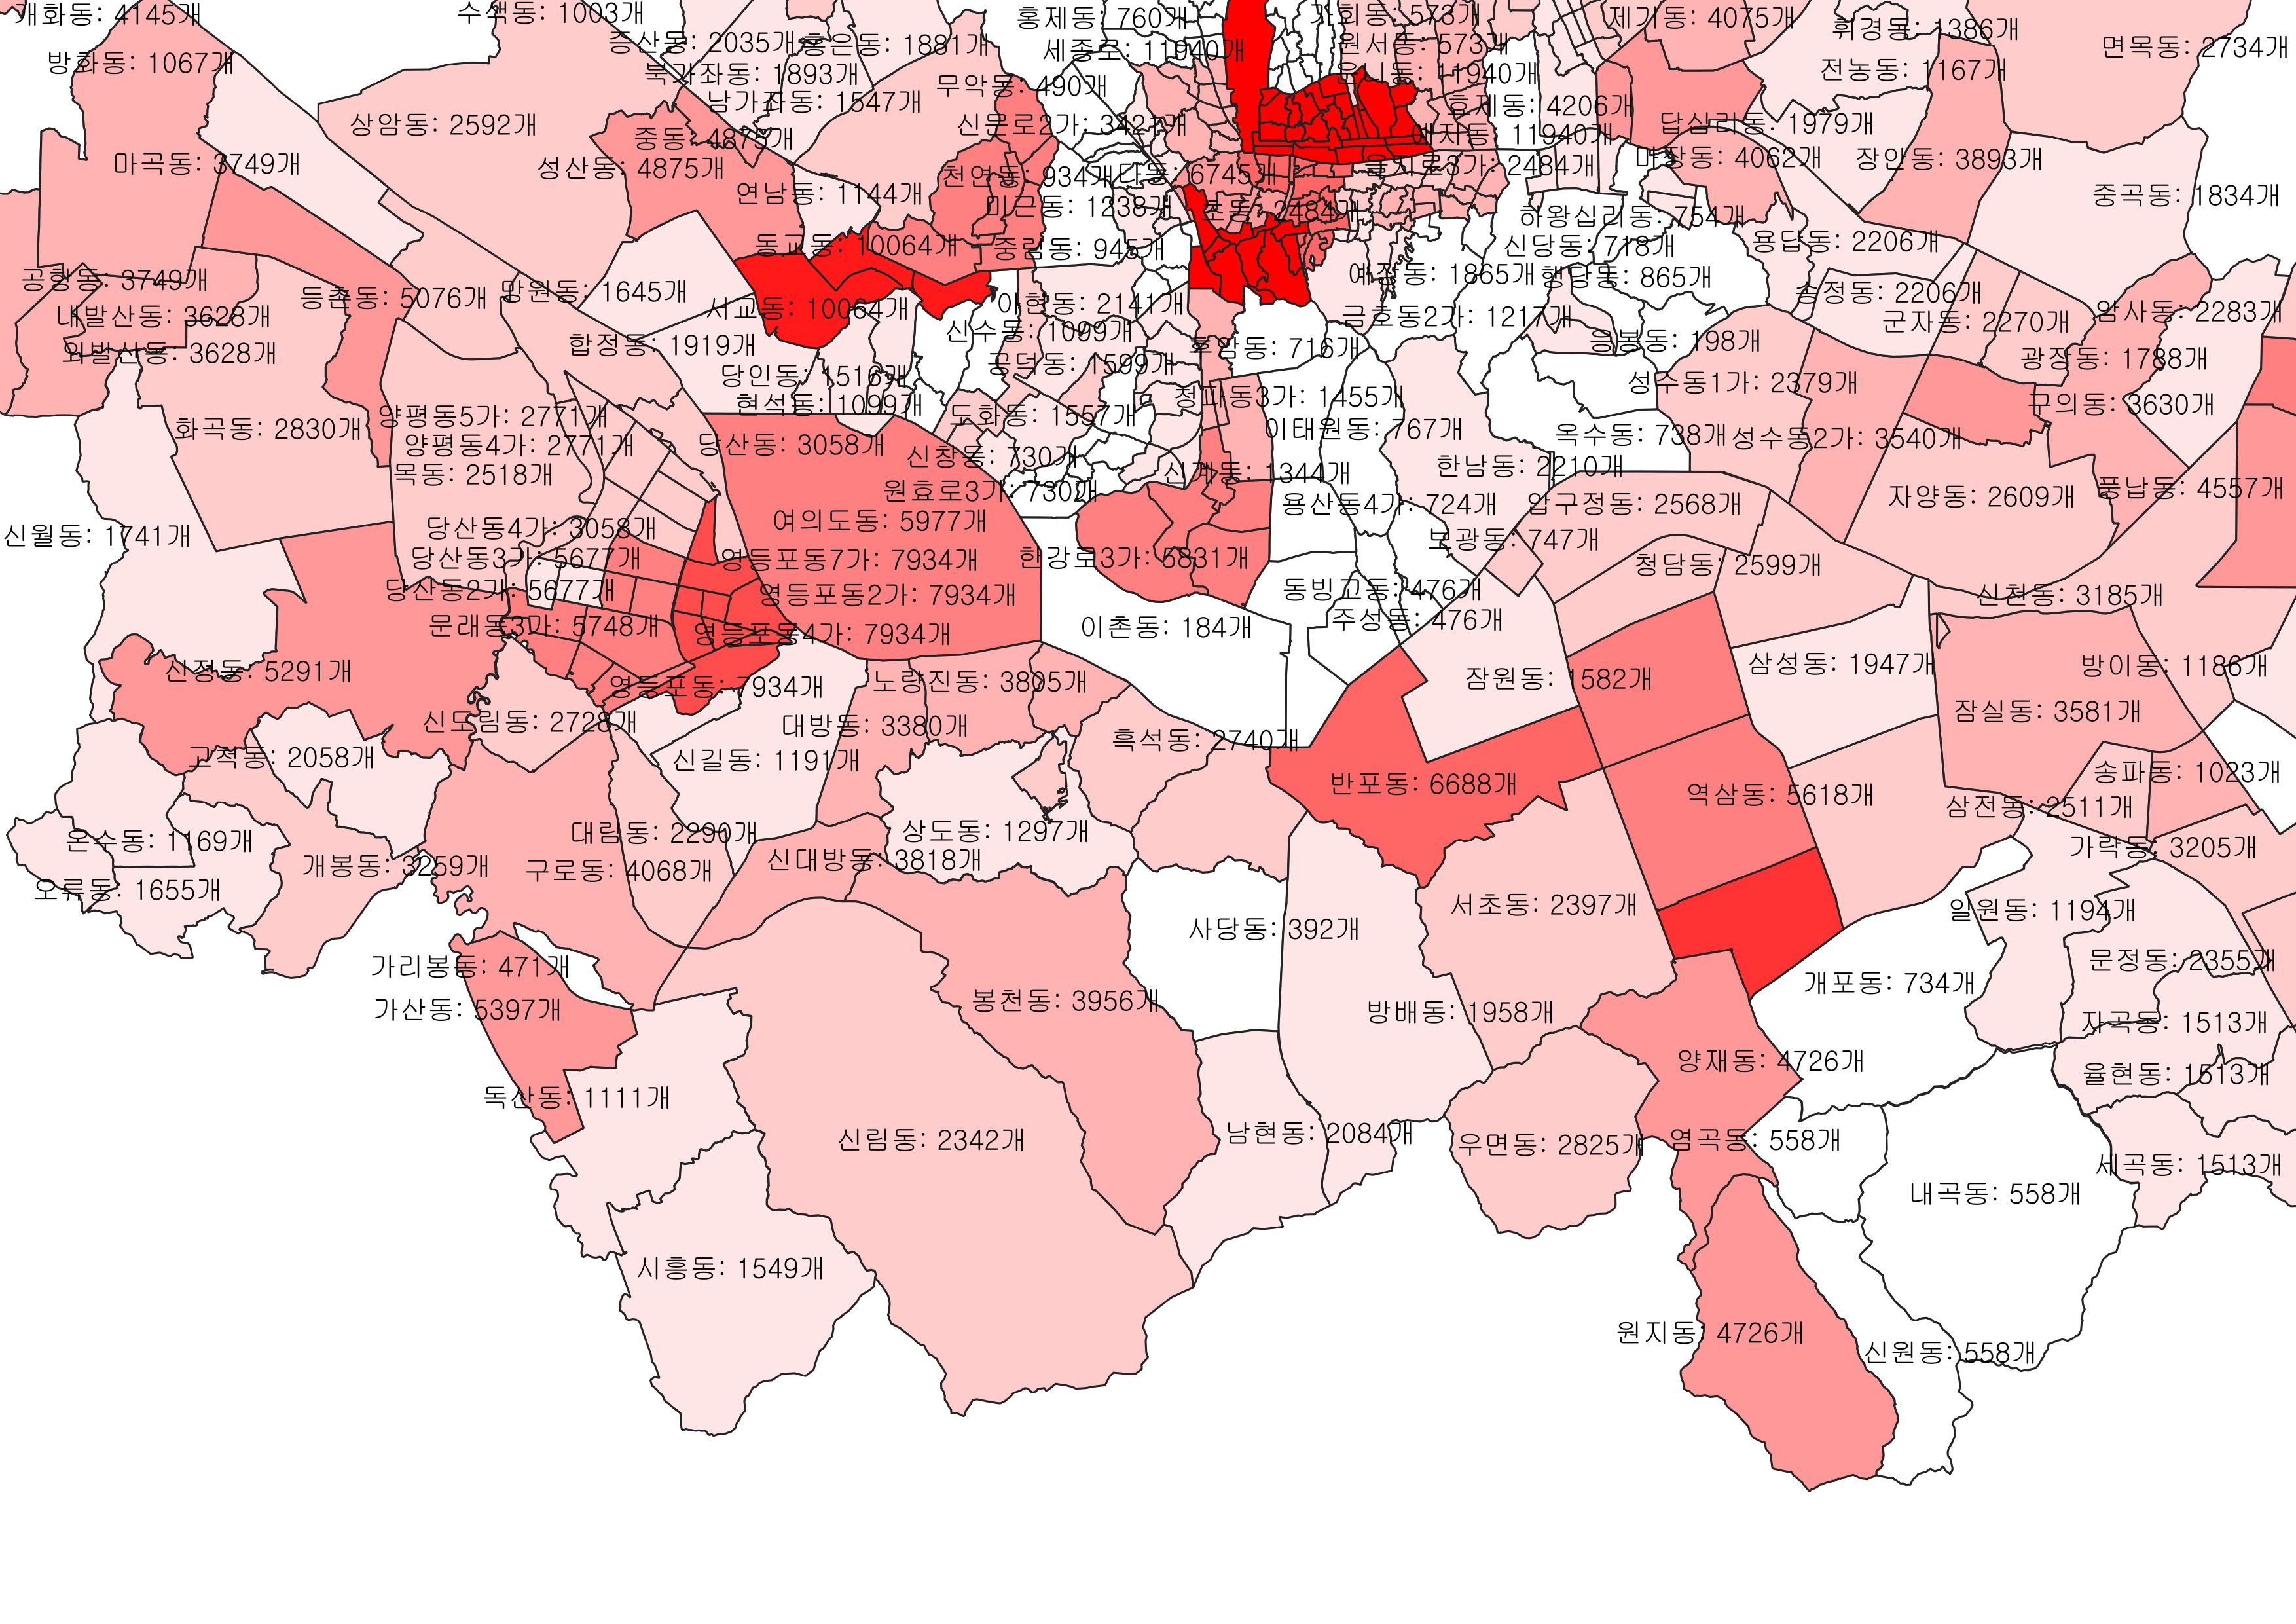 개화동: 4145개
수색동: 1003개
홍제동: 760개
가회동: 573개
제기동: 4075개
휘경동: 1386개
방화동: 1067개
증산동: 2035개
홍은동: 1881개
세종로: 11940개
원서동: 573개
면목동: 2734개
북가좌동: 1893개
무악동: 490개
운니동: 11940개
전농동: 1167개
남가좌동: 1547개
효제동: 4206개
상암동: 2592개
중동: 4875개
신문로2가: 3421개
예지동: 11940개
답십리동: 1979개
마곡동: 3749개
성산동: 4875개
천연동: 934개
다동: 6745개
을지로3가: 2484개
마장동: 4062개
장안동: 3893개
연남동: 1144개
미근동: 1238개
초동: 2484개
하왕십리동: 754개
중곡동: 1834개
동교동: 10064개
중림동: 945개
신당동: 718개
용답동: 2206개
공항동: 3749개
등촌동: 5076개
망원동: 1645개
예장동: 1865개
행당동: 865개
송정동: 2206개
내발산동: 3628개
서교동: 10064개
아현동: 2141개
금호동2가: 1217개
군자동: 2270개
암사동: 2283개
외발산동: 3628개
합정동: 1919개
신수동: 1099개
후암동: 716개
응봉동: 198개
광장동: 1788개
당인동: 1516개
공덕동: 1599개
성수동1가: 2379개
현석동: 1099개
청파동3가: 1455개
구의동: 3630개
화곡동: 2830개
양평동5가: 2771개
도화동: 1557개
이태원동: 767개
옥수동: 738개
성수동2가: 3540개
양평동4가: 2771개
당산동: 3058개
신창동: 730개
목동: 2518개
신계동: 1344개
한남동: 2210개
원효로3가: 730개
용산동4가: 724개
압구정동: 2568개
자양동: 2609개
풍납동: 4557개
신월동: 1741개
당산동4가: 3058개
여의도동: 5977개
보광동: 747개
당산동3가: 5677개
영등포동7가: 7934개
한강로3가: 5831개
청담동: 2599개
당산동2가: 5677개
영등포동2가: 7934개
동빙고동: 476개
신천동: 3185개
문래동3가: 5748개
영등포동4가: 7934개
이촌동: 184개
주성동: 476개
신정동: 5291개
영등포동: 7934개
노량진동: 3805개
잠원동: 1582개
삼성동: 1947개
방이동: 1186개
신도림동: 2728개
대방동: 3380개
흑석동: 2740개
잠실동: 3581개
고척동: 2058개
신길동: 1191개
반포동: 6688개
역삼동: 5618개
송파동: 1023개
삼전동: 2511개
온수동: 1169개
대림동: 2290개
상도동: 1297개
가락동: 3205개
개봉동: 3259개
구로동: 4068개
신대방동: 3818개
오류동: 1655개
서초동: 2397개
일원동: 1194개
사당동: 392개
가리봉동: 471개
문정동: 2355개
가산동: 5397개
봉천동: 3956개
방배동: 1958개
개포동: 734개
자곡동: 1513개
양재동: 4726개
율현동: 1513개
독산동: 1111개
신림동: 2342개
남현동: 2084개
우면동: 2825개
염곡동: 558개
세곡동: 1513개
내곡동: 558개
시흥동: 1549개
원지동: 4726개
신원동: 558개